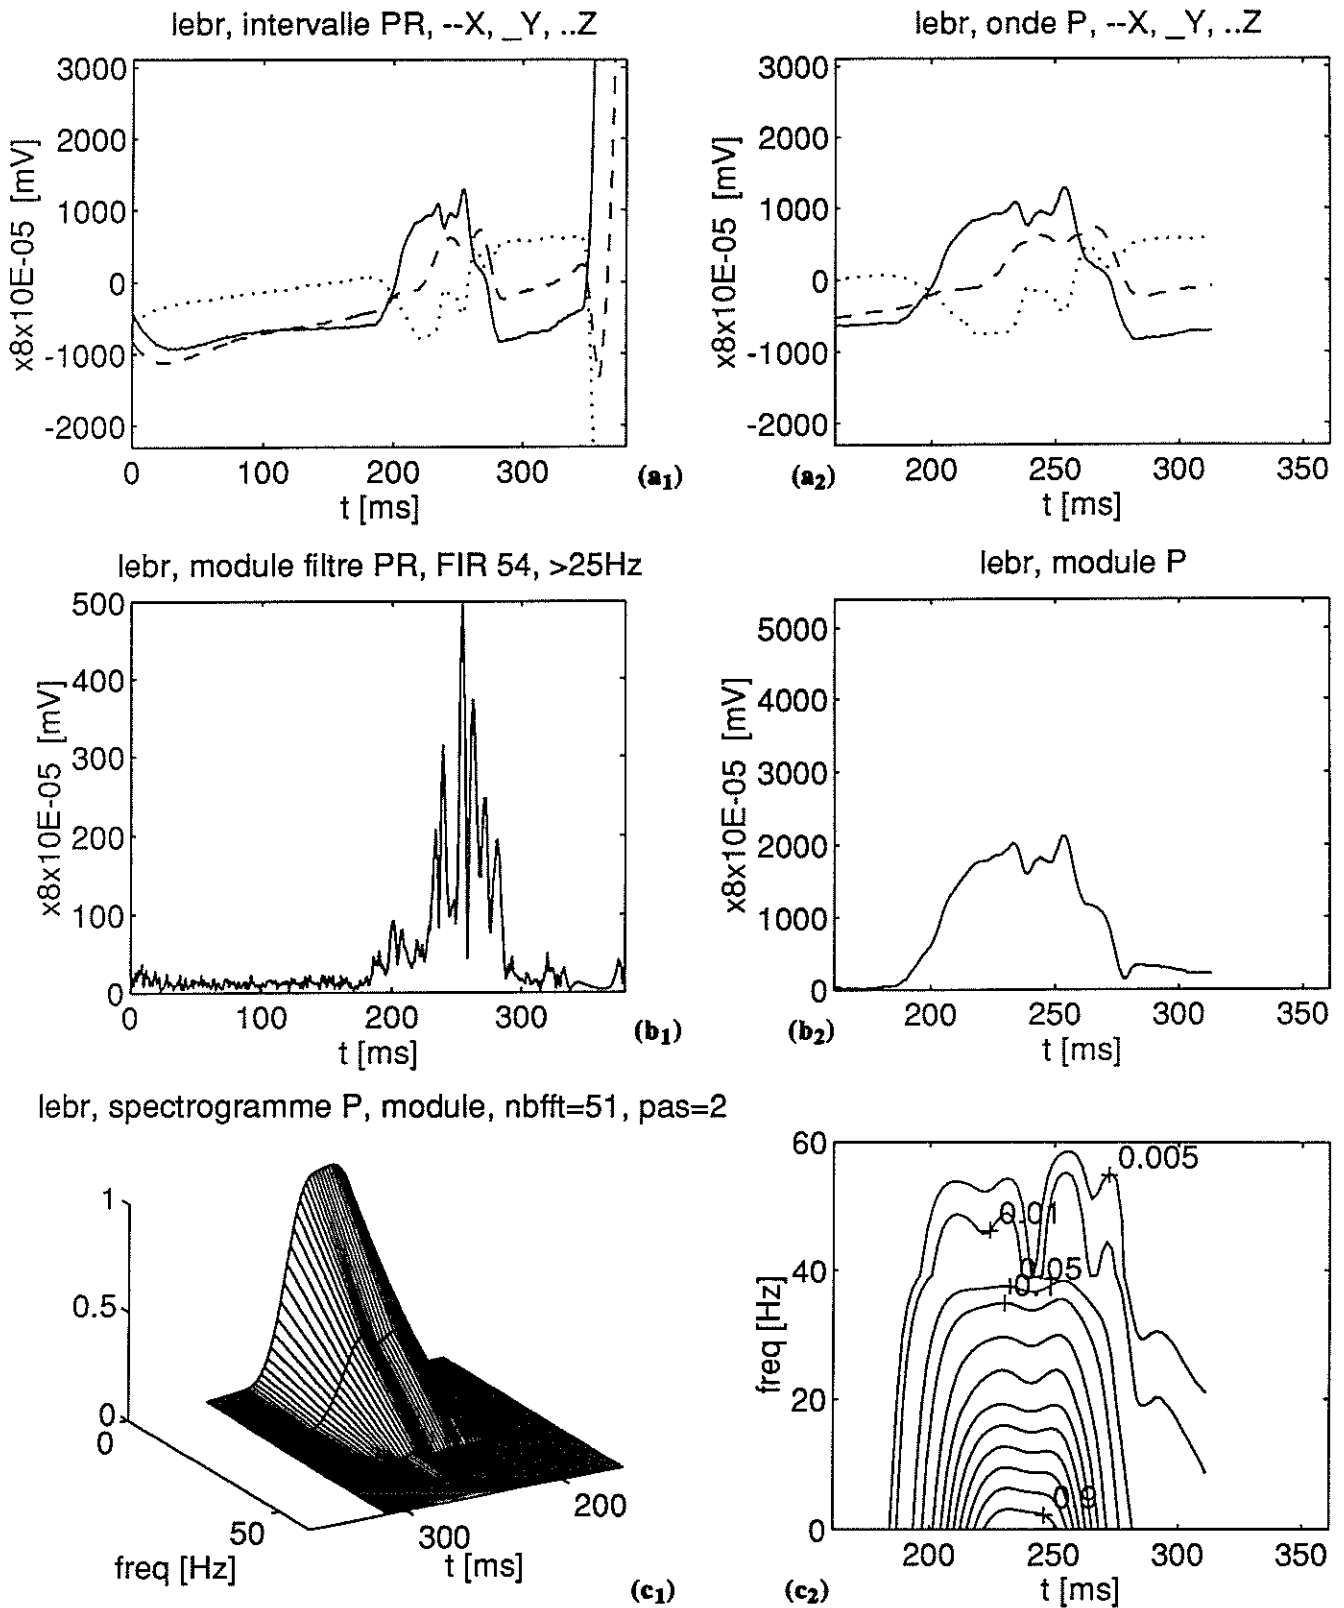 lebr, intervalle PR, --X, _Y, ..Z
x8x10E-05 [mV]
3000
2000
1000
0
-1000
-2000
0
100
200
300
t [ms]
(a1)
lebr, onde P, --X, _Y, ..Z
x8x10E-05 [mV]
3000
2000
1000
0
-1000
-2000
200
250
300
350
t [ms]
(a2)
lebr, module filtre PR, FIR 54, >25Hz
x8x10E-05 [mV]
500
400
300
200
100
0
0
100
200
300
t [ms]
(b1)
lebr, module P
x8x10E-05 [mV]
5000
4000
3000
2000
1000
0
200
250
300
350
t [ms]
(b2)
lebr, spectrogramme P, module, nbfft=51, pas=2
1
0.5
0
0
50
freq [Hz]
300
200
t [ms]
(c1)
freq [Hz]
60
40
20
0
0.005
0.01
0.05
0.1
0.9
200
250
300
350
t [ms]
(c2)